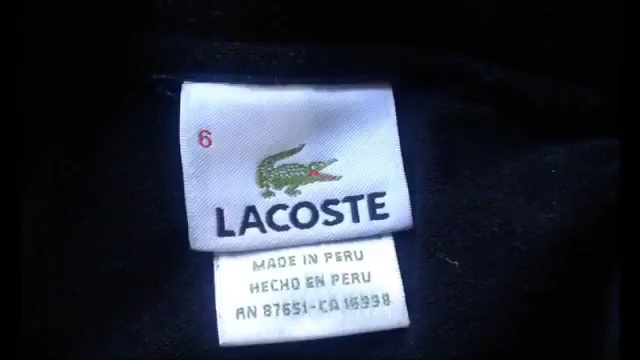 6
LACOSTE
MADE IN PERU
HECHO EN PERU
RN 87651-CA 16998